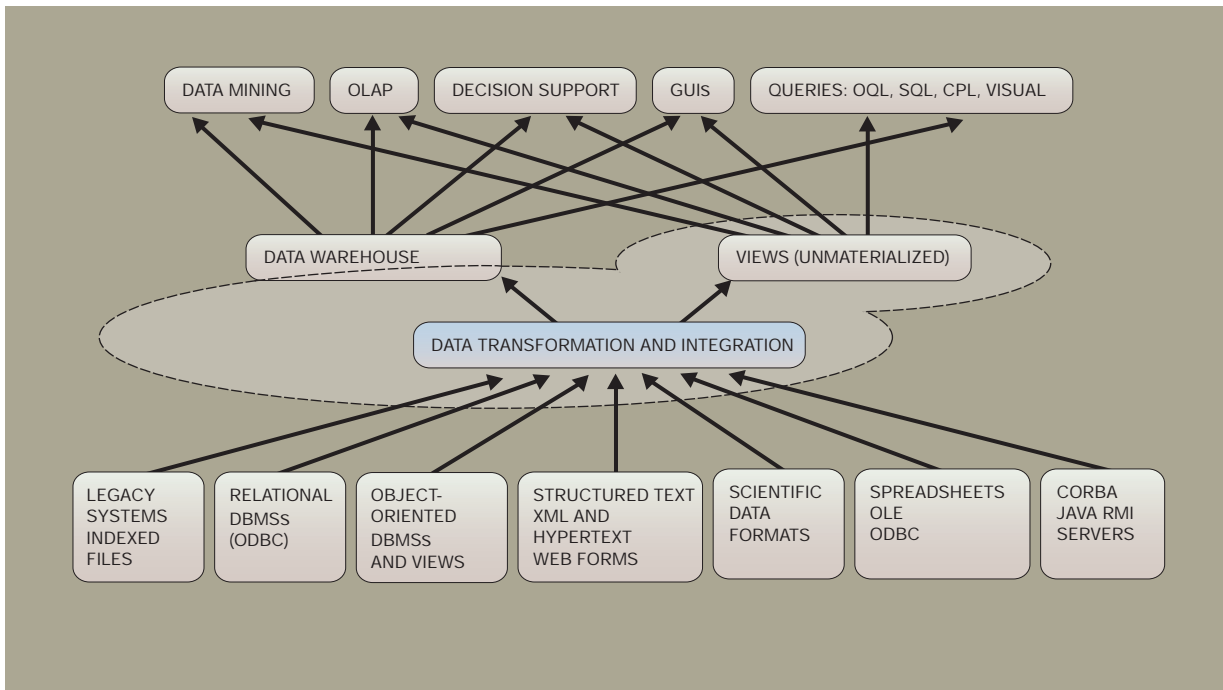 DATA MINING
OLAP
DECISION SUPPORT
GUIs
QUERIES: OQL, SQL, CPL, VISUAL
DATA WAREHOUSE
VIEWS (UNMATERIALIZED)
DATA TRANSFORMATION AND INTEGRATION
LEGACY
SYSTEMS
INDEXED
FILES
RELATIONAL
DBMSs
(ODBC)
OBJECT-
ORIENTED
DBMSs
AND VIEWS
STRUCTURED TEXT
XML AND
HYPERTEXT
WEB FORMS
SCIENTIFIC
DATA
FORMATS
SPREADSHEETS
OLE
ODBC
CORBA
JAVA RMI
SERVERS